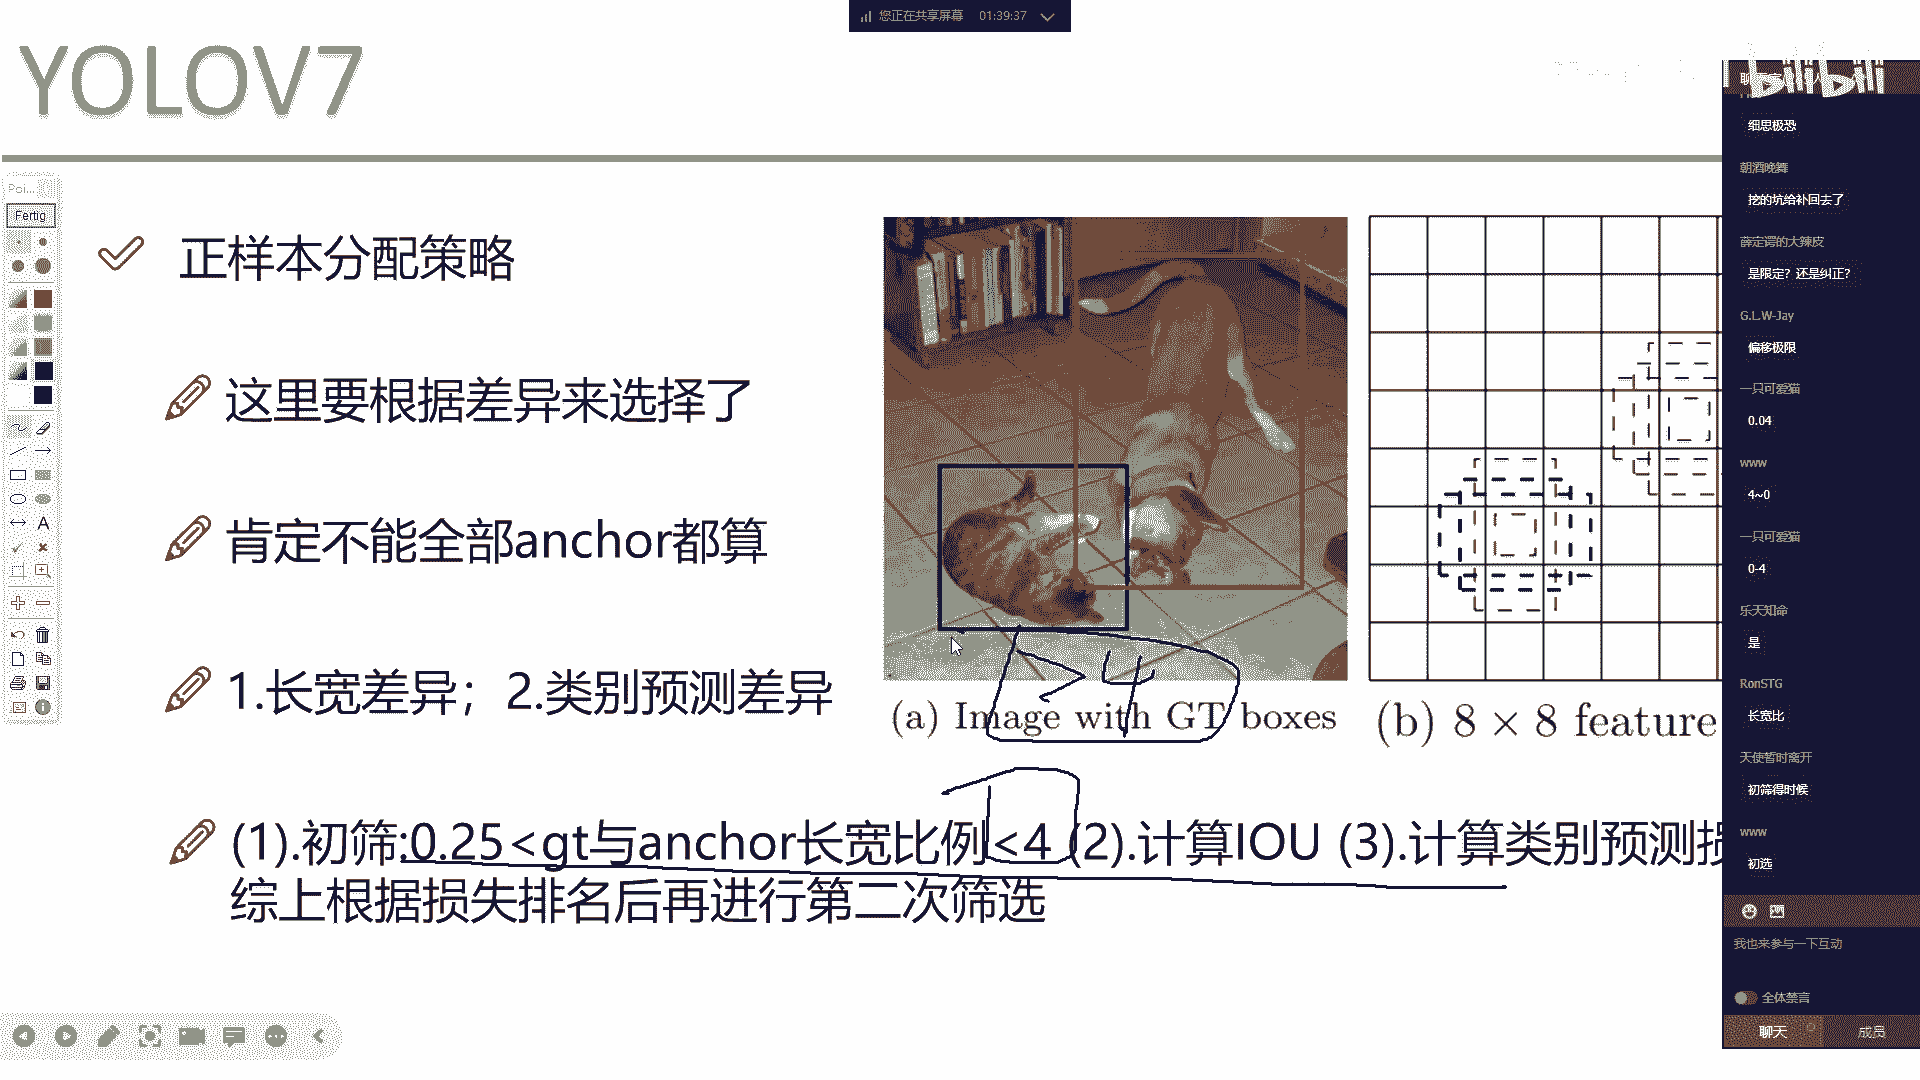 您正在共享屏幕 01:39:37
YOLOV7
bilibili
Poi...
Fertig
正样本分配策略
这里要根据差异来选择了
肯定不能全部anchor都算
1.长宽差异；2.类别预测差异
>4
(a) Image with GT boxes
(b) 8 × 8 feature
(1).初筛:0.25<gt与anchor长宽比例<4 (2).计算IOU (3).计算类别预测损
综上根据损失排名后再进行第二次筛选
细思极恐
朝酒晚舞
挖的坑给补回去了
薛定谔的大辣皮
是限定？还是纠正？
G.L.W-Jay
偏移极限
一只可爱猫
0.04
www
4~0
一只可爱猫
0-4
乐天知命
是
RonSTG
长宽比
天使暂时离开
初筛得时候
www
初选
我也来参与一下互动
全体禁言
聊天
成员